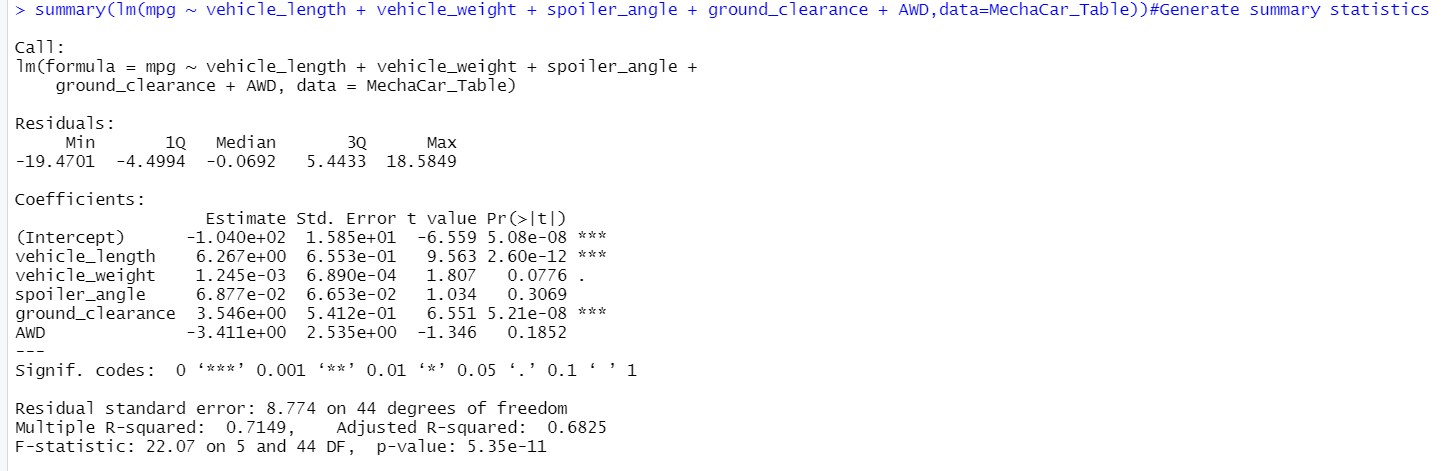 > summary(lm(mpg ~ vehicle_length + vehicle_weight + spoiler_angle + ground_clearance + AWD,data=MechaCar_Table))#Generate summary statistics
Call:
lm(formula = mpg ~ vehicle_length + vehicle_weight + spoiler_angle +
    ground_clearance + AWD, data = MechaCar_Table)
Residuals:
     Min       1Q   Median       3Q      Max
-19.4701  -4.4994  -0.0692   5.4433  18.5849
Coefficients:
                   Estimate Std. Error t value Pr(>|t|)
(Intercept)      -1.040e+02  1.585e+01  -6.559 5.08e-08 ***
vehicle_length    6.267e+00  6.553e-01   9.563 2.60e-12 ***
vehicle_weight    1.245e-03  6.890e-04   1.807   0.0776 .
spoiler_angle     6.877e-02  6.653e-02   1.034   0.3069
ground_clearance  3.546e+00  5.412e-01   6.551 5.21e-08 ***
AWD              -3.411e+00  2.535e+00  -1.346   0.1852
---
Signif. codes:  0 ‘***’ 0.001 ‘**’ 0.01 ‘*’ 0.05 ‘.’ 0.1 ‘ ’ 1
Residual standard error: 8.774 on 44 degrees of freedom
Multiple R-squared:  0.7149,    Adjusted R-squared:  0.6825
F-statistic: 22.07 on 5 and 44 DF,  p-value: 5.35e-11